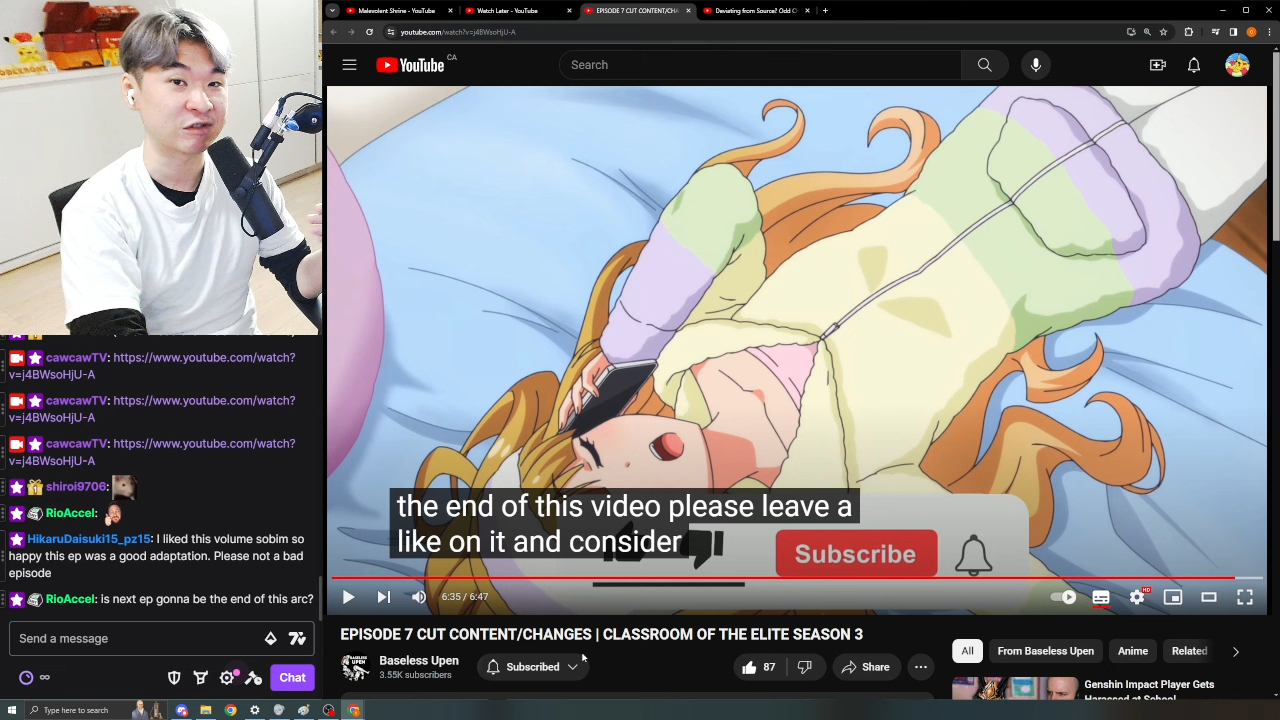 Malevolent Shrine - YouTube
Watch Later - YouTube
EPISODE 7 CUT CONTENT/CHA
Deviating from Source? Odd C
youtube.com/watch?v=j4BWsoHjU-A
YouTube CA
Search
cawcawTV: https://www.youtube.com/watch?
v=j4BWsoHjU-A
cawcawTV: https://www.youtube.com/watch?
v=j4BWsoHjU-A
cawcawTV: https://www.youtube.com/watch?
v=j4BWsoHjU-A
shiroi9706:
RioAccel:
HikaruDaisuki15_pz15: I liked this volume sobim so
happy this ep was a good adaptation. Please not a bad
episode
RioAccel: is next ep gonna be the end of this arc?
Send a message
Chat
the end of this video please leave a
like on it and consider
Subscribe
6:35 / 6:47
HD
EPISODE 7 CUT CONTENT/CHANGES | CLASSROOM OF THE ELITE SEASON 3
Baseless Upen
3.55K subscribers
Subscribed
87
Share
All
From Baseless Upen
Anime
Related
Genshin Impact Player Gets
Harassed at School
Type here to search